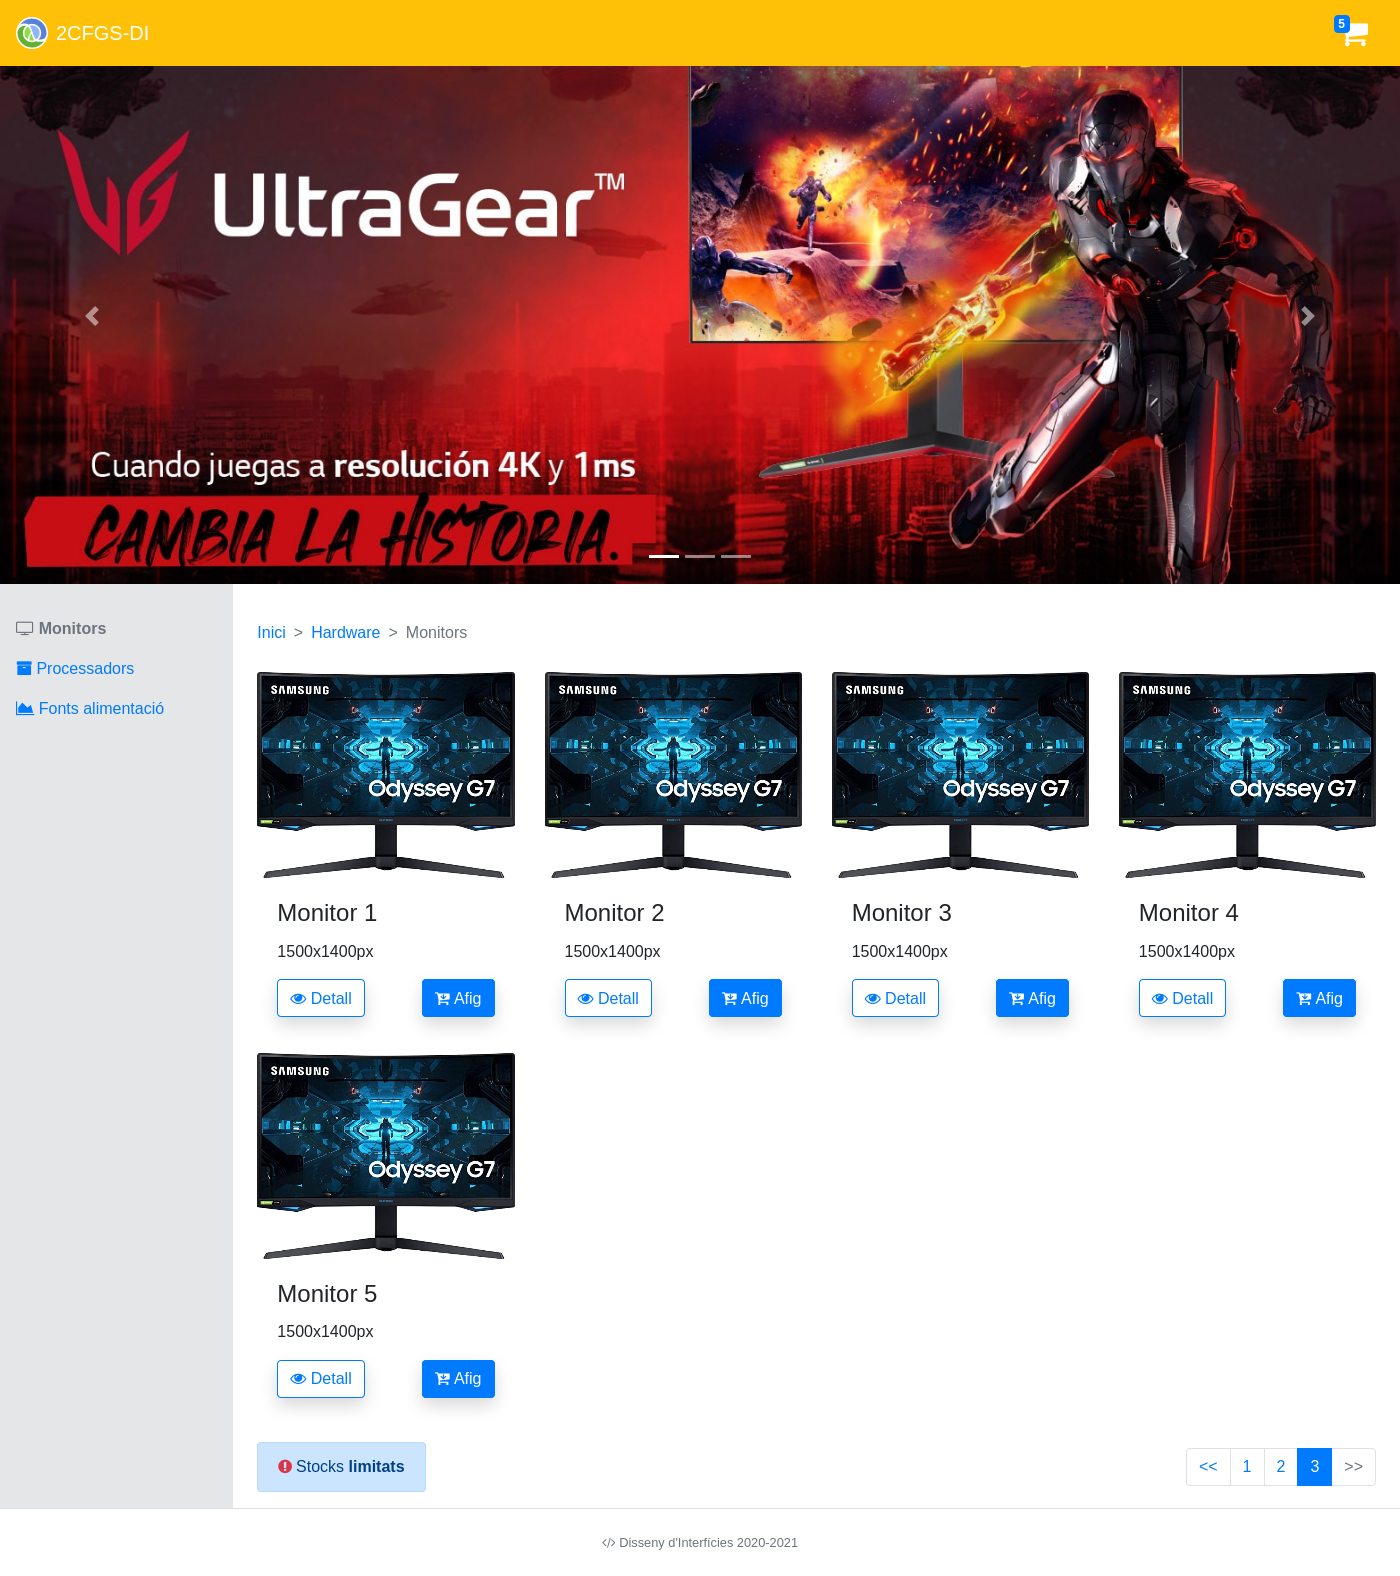 2CFGS-DI
5
UltraGear™
Cuando juegas a resolución 4K y 1ms
CAMBIA LA HISTORIA.
Monitors
Processadors
Fonts alimentació
Inici > Hardware > Monitors
SAMSUNG
Odyssey G7
SAMSUNG
Odyssey G7
SAMSUNG
Odyssey G7
SAMSUNG
Odyssey G7
Monitor 1
1500x1400px
Detall
Afig
Monitor 2
1500x1400px
Detall
Afig
Monitor 3
1500x1400px
Detall
Afig
Monitor 4
1500x1400px
Detall
Afig
SAMSUNG
Odyssey G7
Monitor 5
1500x1400px
Detall
Afig
Stocks limitats
<< 1 2 3 >>
</> Disseny d'Interfícies 2020-2021